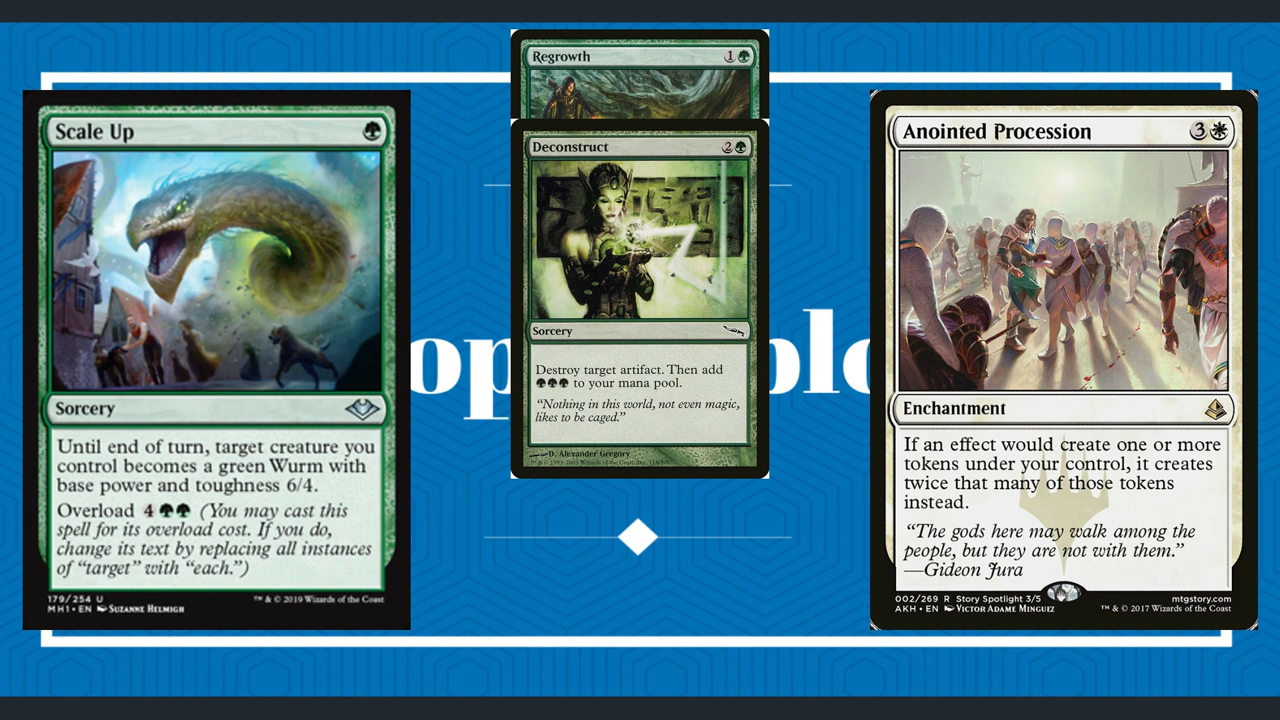 Regrowth 1
Scale Up
Sorcery
Until end of turn, target creature you
control becomes a green Wurm with
base power and toughness 6/4.
Overload 4 (You may cast this
spell for its overload cost. If you do,
change its text by replacing all instances
of “target” with “each.”)
179/254 U
MH1 • EN SUZANNE HELMIGH
™ & © 2019 Wizards of the Coast
Deconstruct 2
Sorcery
Destroy target artifact. Then add
to your mana pool.
“Nothing in this world, not even magic,
likes to be caged.”
D. Alexander Gregory
Anointed Procession 3
Enchantment
If an effect would create one or more
tokens under your control, it creates
twice that many of those tokens
instead.
“The gods here may walk among the
people, but they are not with them.”
—Gideon Jura
002/269 R Story Spotlight 3/5
AKH • EN VICTOR ADAME MINGUEZ
mtgstory.com
™ & © 2017 Wizards of the Coast